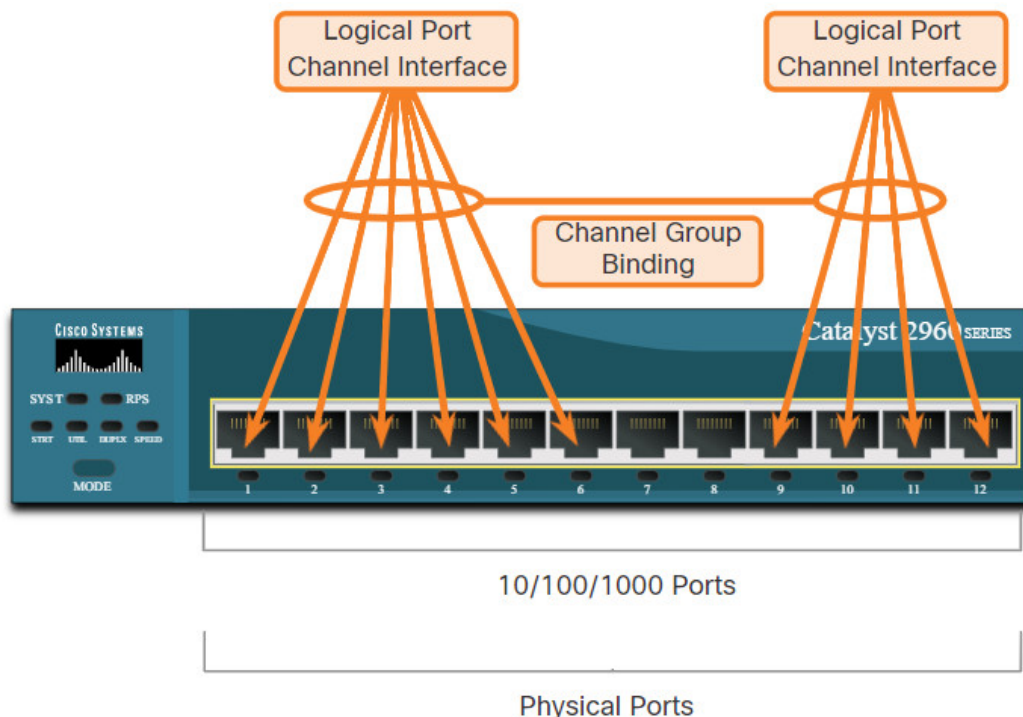 Logical Port
Channel Interface
Logical Port
Channel Interface
Channel Group
Binding
CISCO SYSTEMS
Catalyst 2960 SERIES
SYST RPS
STRT UTIL DUPLX SPEED
MODE
1 2 3 4 5 6 7 8 9 10 11 12
10/100/1000 Ports
Physical Ports